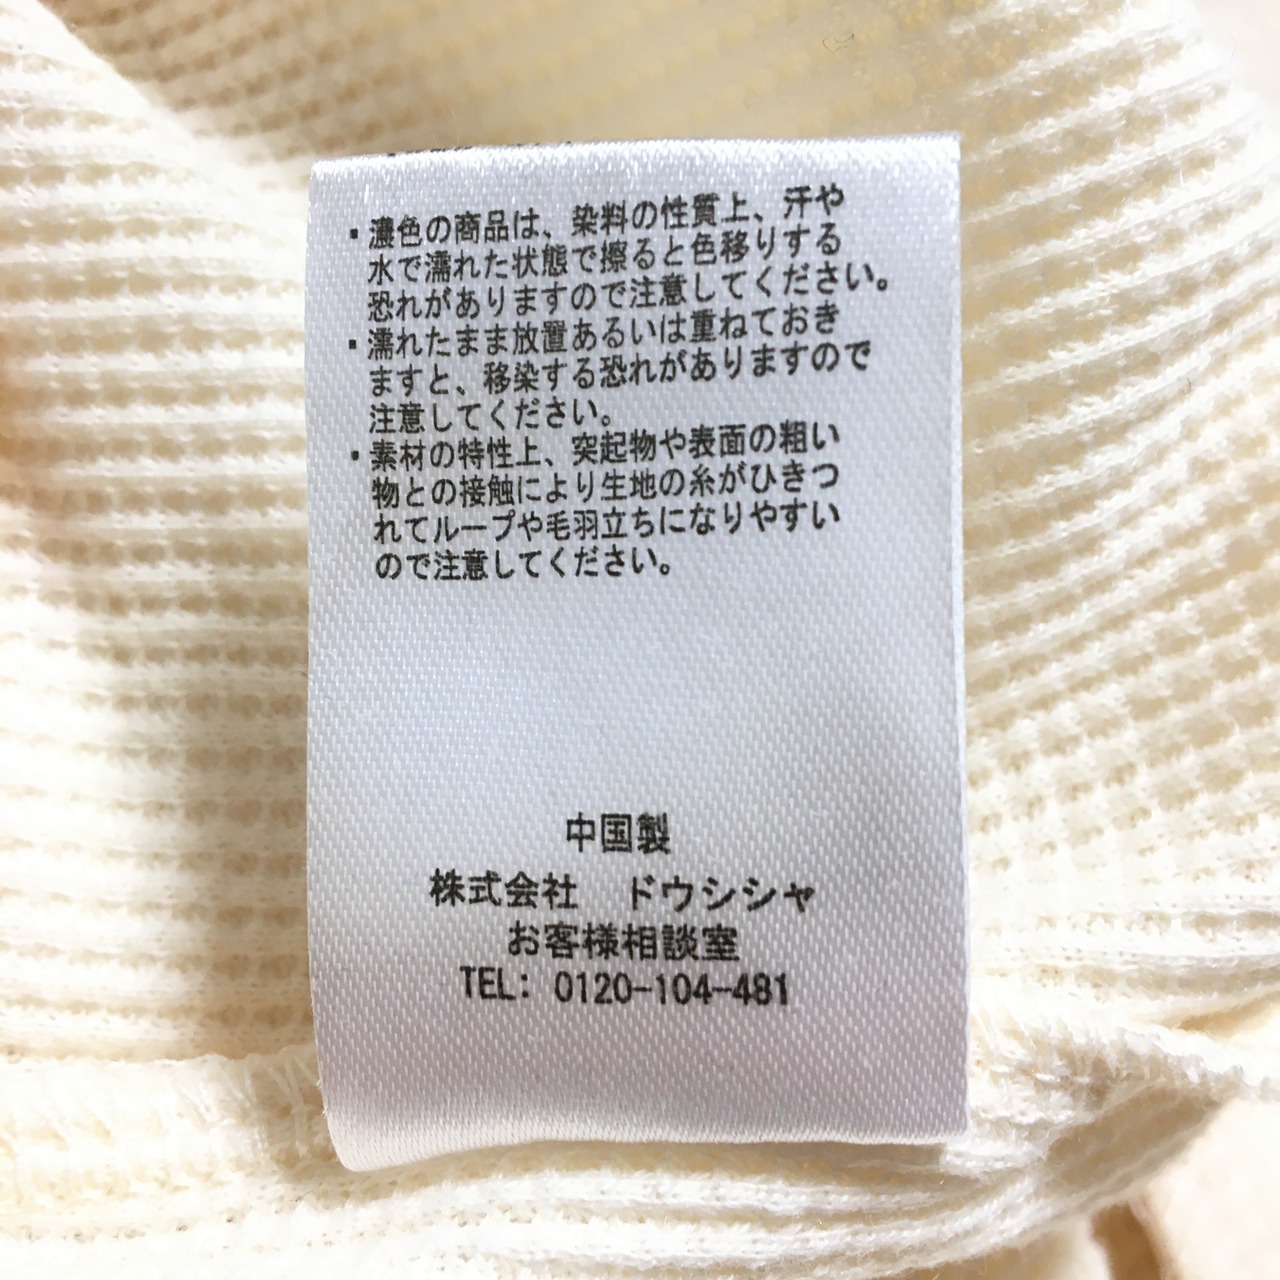 ・濃色の商品は、染料の性質上、汗や
水で濡れた状態で擦ると色移りする
恐れがありますので注意してください。
・濡れたまま放置あるいは重ねておき
ますと、移染する恐れがありますので
注意してください。
・素材の特性上、突起物や表面の粗い
物との接触により生地の糸がひきつ
れてループや毛羽立ちになりやすい
ので注意してください。
中国製
株式会社　ドウシシャ
お客様相談室
TEL: 0120-104-481